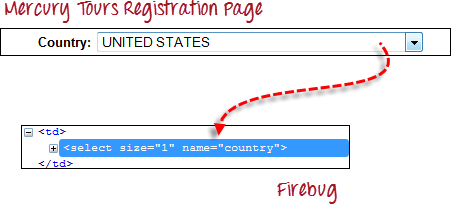 Mercury Tours Registration Page
Country: UNITED STATES
<td>
<select size="1" name="country">
</td>
Firebug